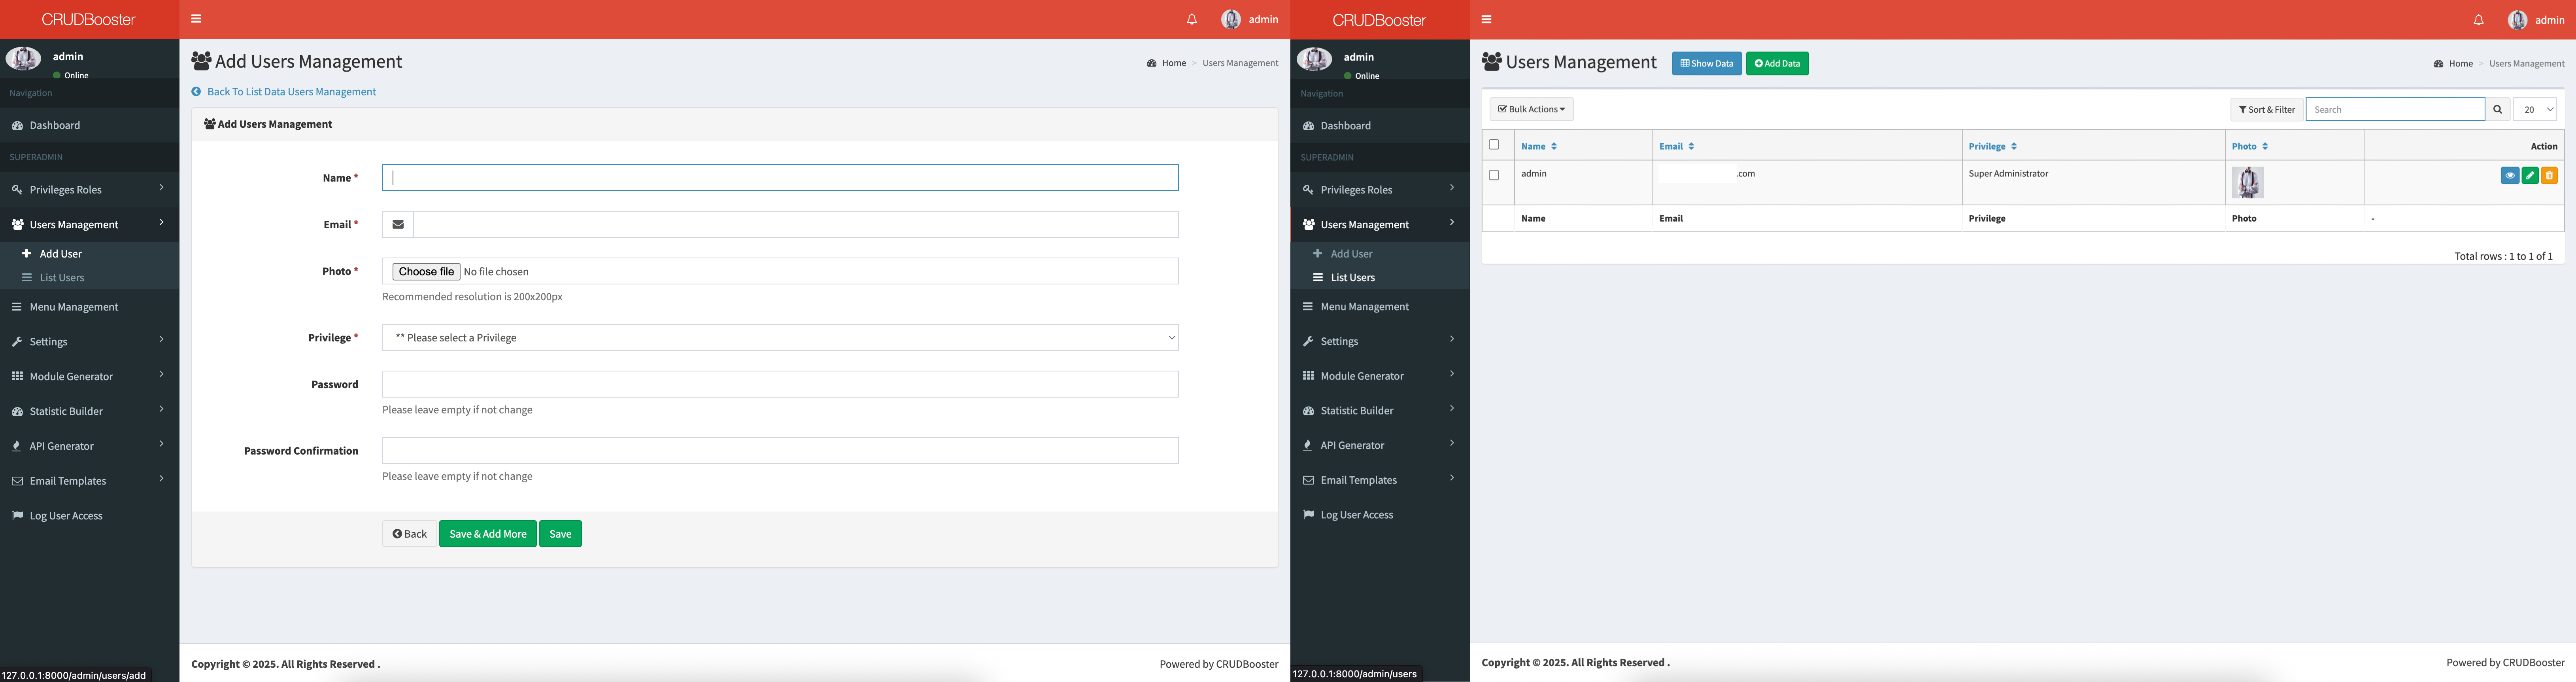 CRUDBooster
admin
admin
Online
Navigation
Dashboard
SUPERADMIN
Privileges Roles
Users Management
Add User
List Users
Menu Management
Settings
Module Generator
Statistic Builder
API Generator
Email Templates
Log User Access
127.0.0.1:8000/admin/users/add
Add Users Management
Home > Users Management
Back To List Data Users Management
Add Users Management
Name *
Email *
Photo * Choose file No file chosen
Recommended resolution is 200x200px
Privilege * ** Please select a Privilege
Password
Please leave empty if not change
Password Confirmation
Please leave empty if not change
Back Save & Add More Save
Copyright © 2025. All Rights Reserved . Powered by CRUDBooster
CRUDBooster
admin
admin
Online
Navigation
Dashboard
SUPERADMIN
Privileges Roles
Users Management
Add User
List Users
Menu Management
Settings
Module Generator
Statistic Builder
API Generator
Email Templates
Log User Access
127.0.0.1:8000/admin/users
Users Management Show Data Add Data
Home > Users Management
Bulk Actions Sort & Filter Search 20
Name Email Privilege Photo Action
admin .com Super Administrator
Name Email Privilege Photo -
Total rows : 1 to 1 of 1
Copyright © 2025. All Rights Reserved . Powered by CRUDBooster